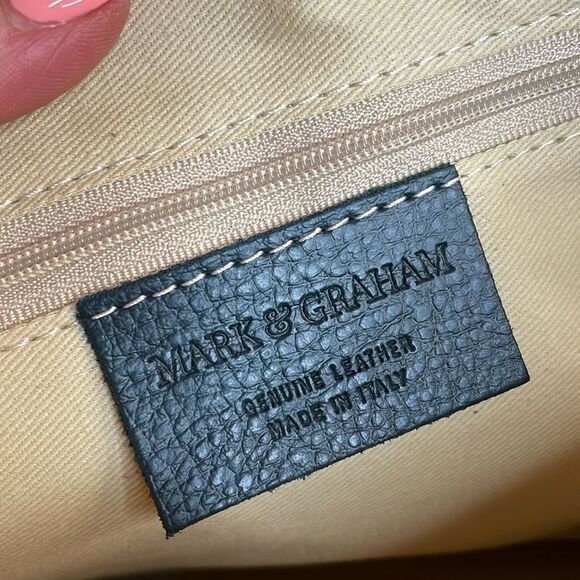 MARK & GRAHAM
GENUINE LEATHER
MADE IN ITALY